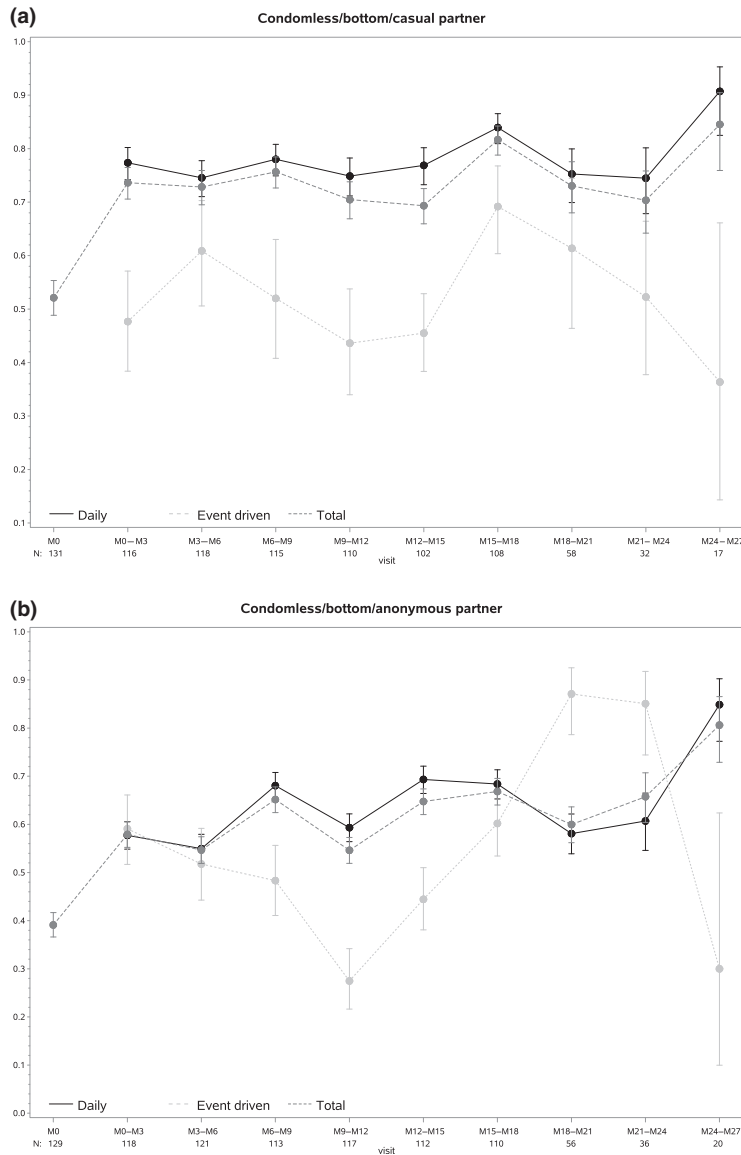 (a)
Condomless/bottom/casual partner
1.0
0.9
0.8
0.7
0.6
0.5
0.4
0.3
0.2
0.1
Daily Event driven Total
M0 M0–M3 M3–M6 M6–M9 M9–M12 M12–M15 M15–M18 M18–M21 M21–M24 M24–M27
N: 131 116 118 115 110 102 108 58 32 17
visit
(b)
Condomless/bottom/anonymous partner
1.0
0.9
0.8
0.7
0.6
0.5
0.4
0.3
0.2
0.1
0.0
Daily Event driven Total
M0 M0–M3 M3–M6 M6–M9 M9–M12 M12–M15 M15–M18 M18–M21 M21–M24 M24–M27
N: 129 118 121 113 117 112 110 56 36 20
visit